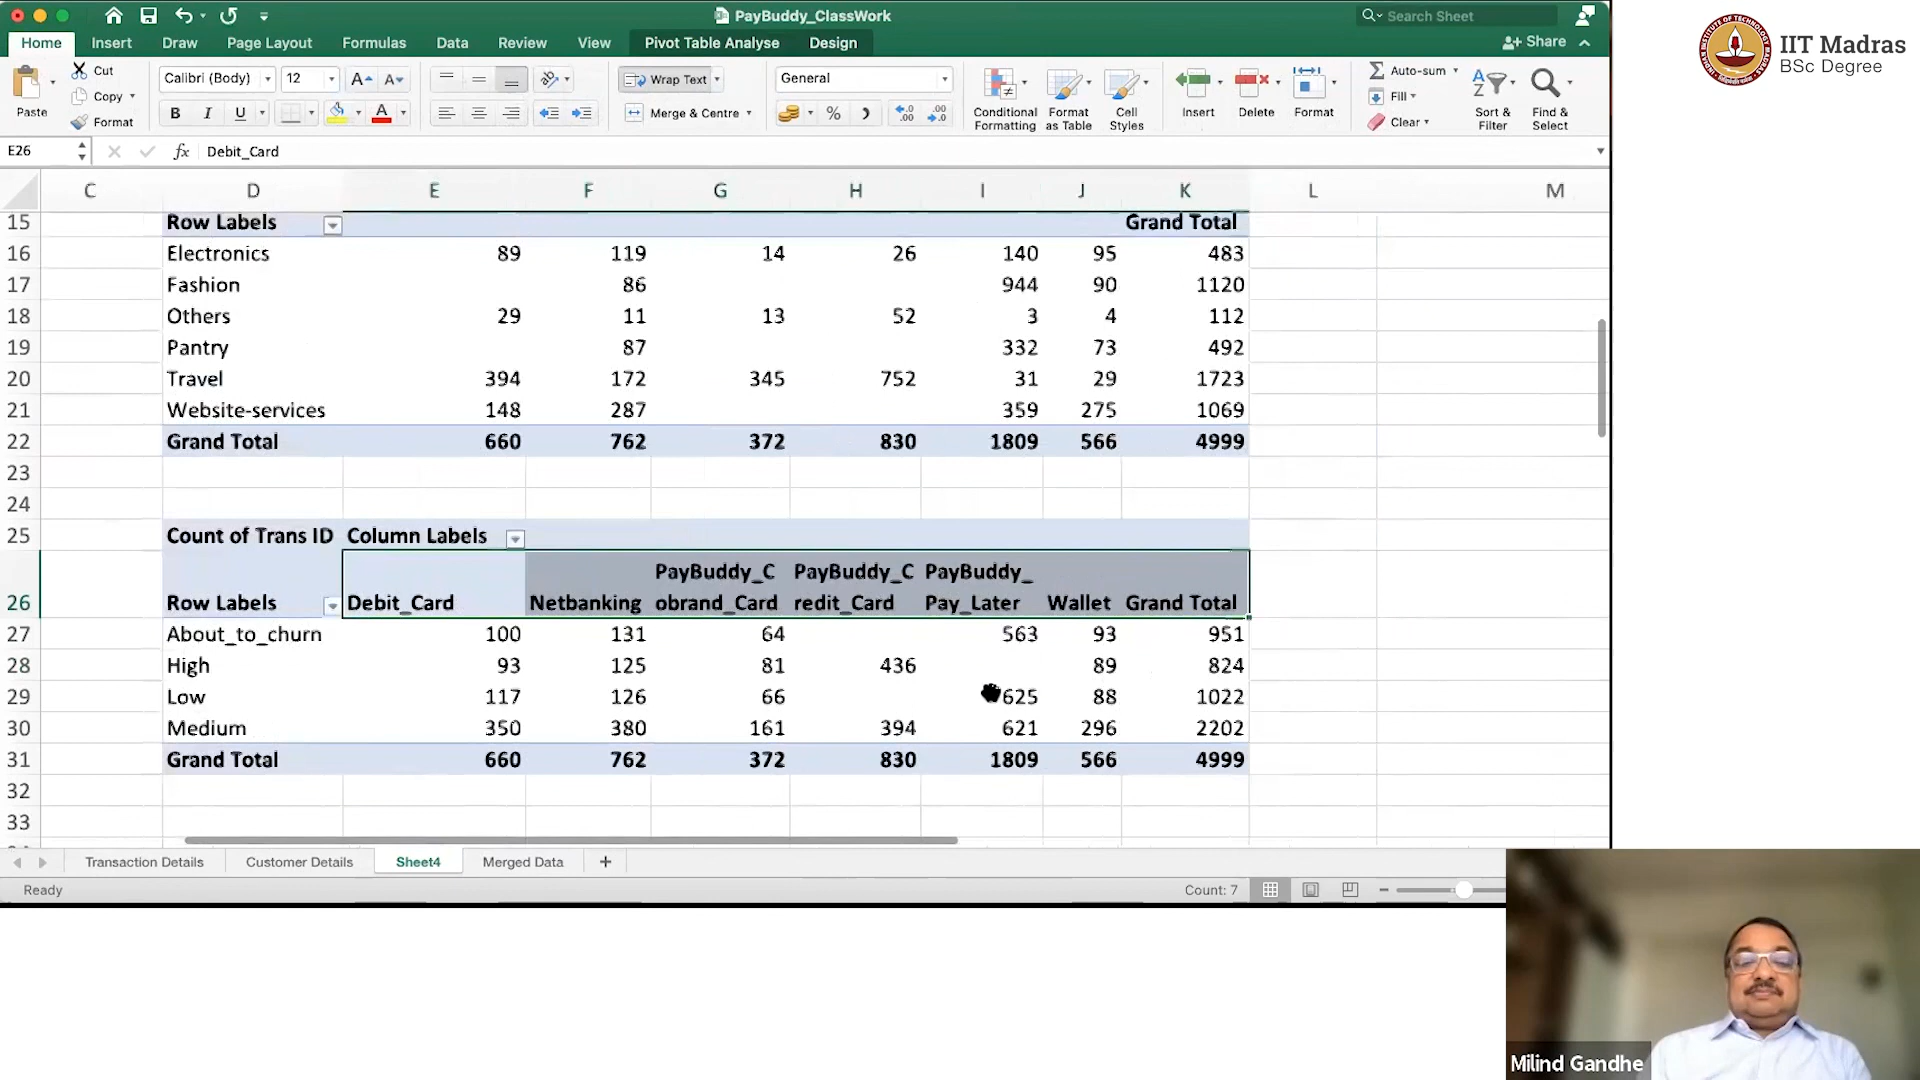 PayBuddy_ClassWork
Search Sheet
Home Insert Draw Page Layout Formulas Data Review View Pivot Table Analyse Design
Share
IIT Madras
BSc Degree
Paste
Cut
Copy
Format
Calibri (Body) 12
B I U
Wrap Text
Merge & Centre
General
Conditional Formatting
Format as Table
Cell Styles
Insert
Delete
Format
Auto-sum
Fill
Clear
Sort & Filter
Find & Select
E26 fx Debit_Card
C D E F G H I J K L M
15 Row Labels Grand Total
16 Electronics 89 119 14 26 140 95 483
17 Fashion 86 944 90 1120
18 Others 29 11 13 52 3 4 112
19 Pantry 87 332 73 492
20 Travel 394 172 345 752 31 29 1723
21 Website-services 148 287 359 275 1069
22 Grand Total 660 762 372 830 1809 566 4999
23
24
25 Count of Trans ID Column Labels
PayBuddy_C PayBuddy_C PayBuddy_
26 Row Labels Debit_Card Netbanking obrand_Card redit_Card Pay_Later Wallet Grand Total
27 About_to_churn 100 131 64 563 93 951
28 High 93 125 81 436 89 824
29 Low 117 126 66 625 88 1022
30 Medium 350 380 161 394 621 296 2202
31 Grand Total 660 762 372 830 1809 566 4999
32
33
Transaction Details Customer Details Sheet4 Merged Data +
Ready
Count: 7
Milind Gandhe